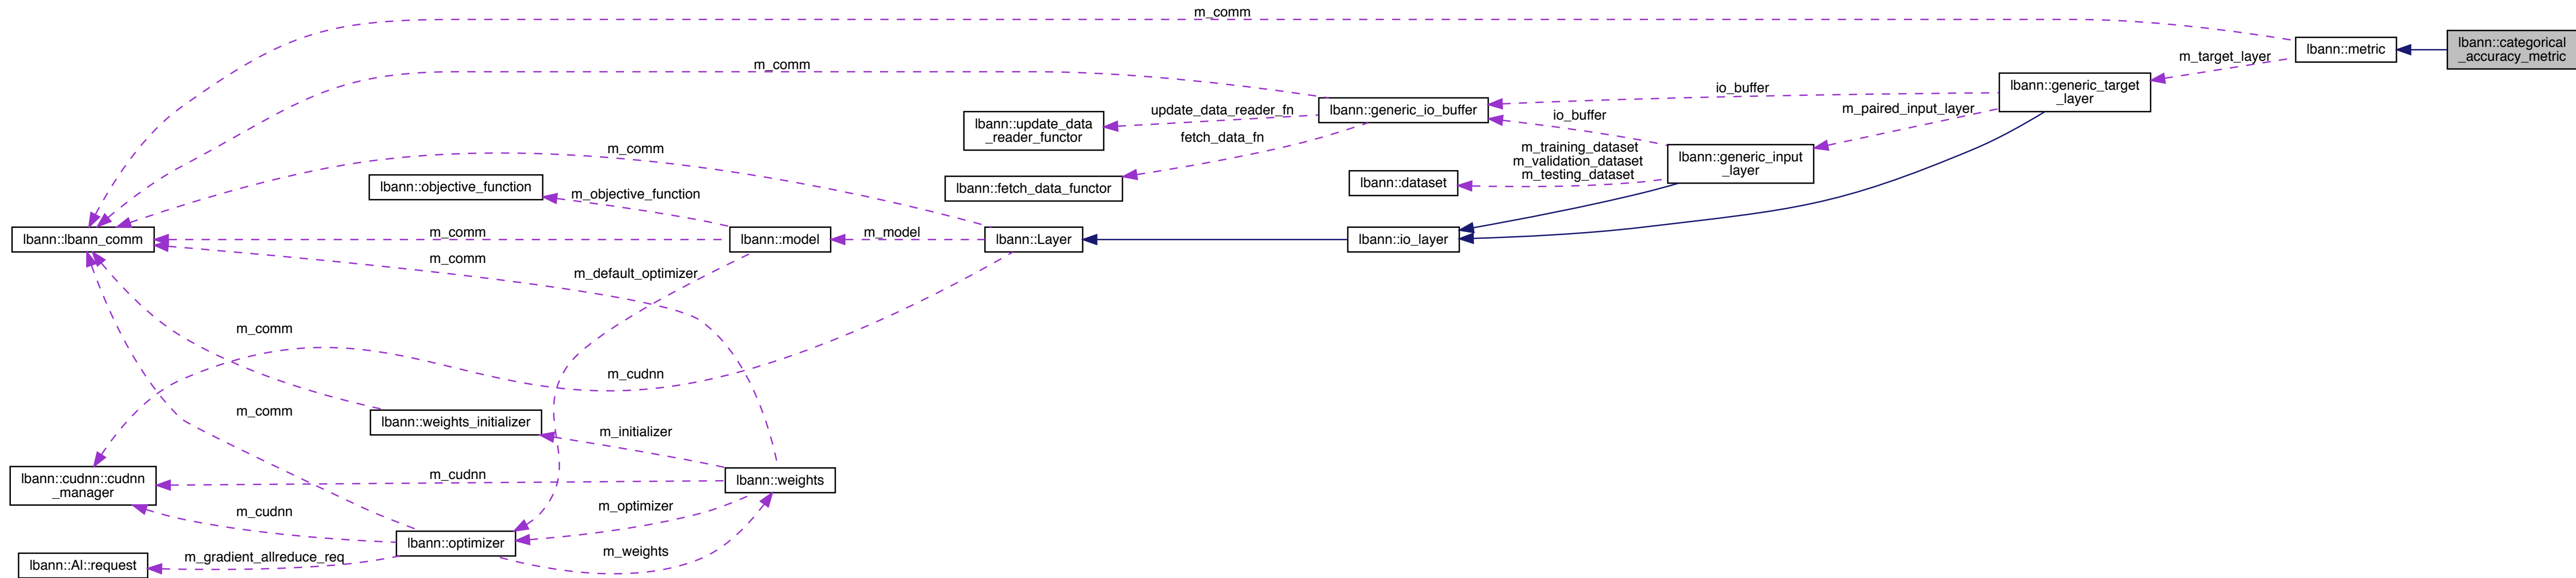 m_comm
lbann::metric
lbann::categorical
_accuracy_metric
m_target_layer
m_comm
io_buffer
lbann::generic_target
_layer
update_data_reader_fn
lbann::generic_io_buffer
m_paired_input_layer
io_buffer
lbann::update_data
_reader_functor
fetch_data_fn
m_comm
m_training_dataset
m_validation_dataset
m_testing_dataset
lbann::generic_input
_layer
lbann::objective_function
m_objective_function
lbann::fetch_data_functor
lbann::dataset
lbann::lbann_comm
m_comm
lbann::model
m_model
lbann::Layer
lbann::io_layer
m_comm
m_default_optimizer
m_comm
m_cudnn
m_comm
lbann::weights_initializer
m_initializer
lbann::cudnn::cudnn
_manager
m_cudnn
lbann::weights
m_cudnn
m_optimizer
lbann::optimizer
m_weights
lbann::Al::request
m_gradient_allreduce_req